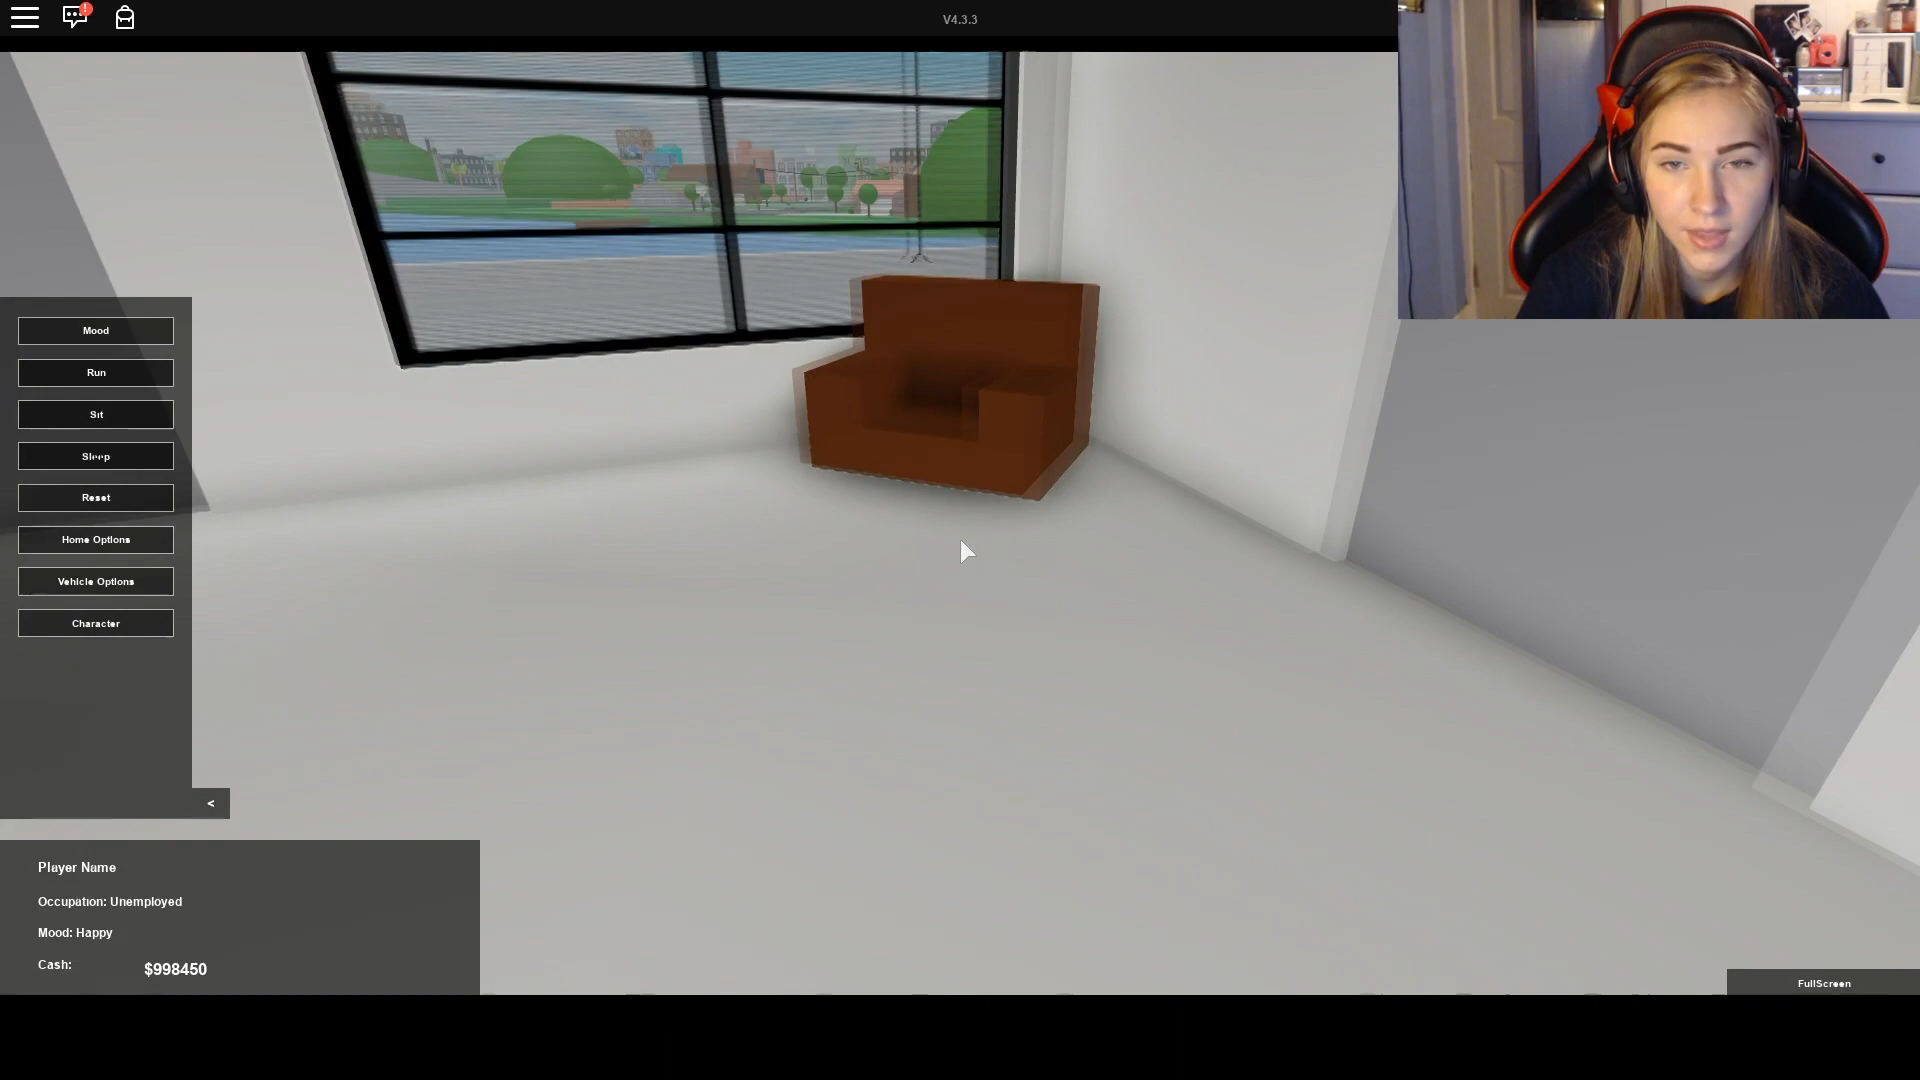 V4.3.3
Mood
Run
Sit
Sleep
Reset
Home Options
Vehicle Options
Character
<
Player Name
Occupation: Unemployed
Mood: Happy
Cash: $998450
FullScreen